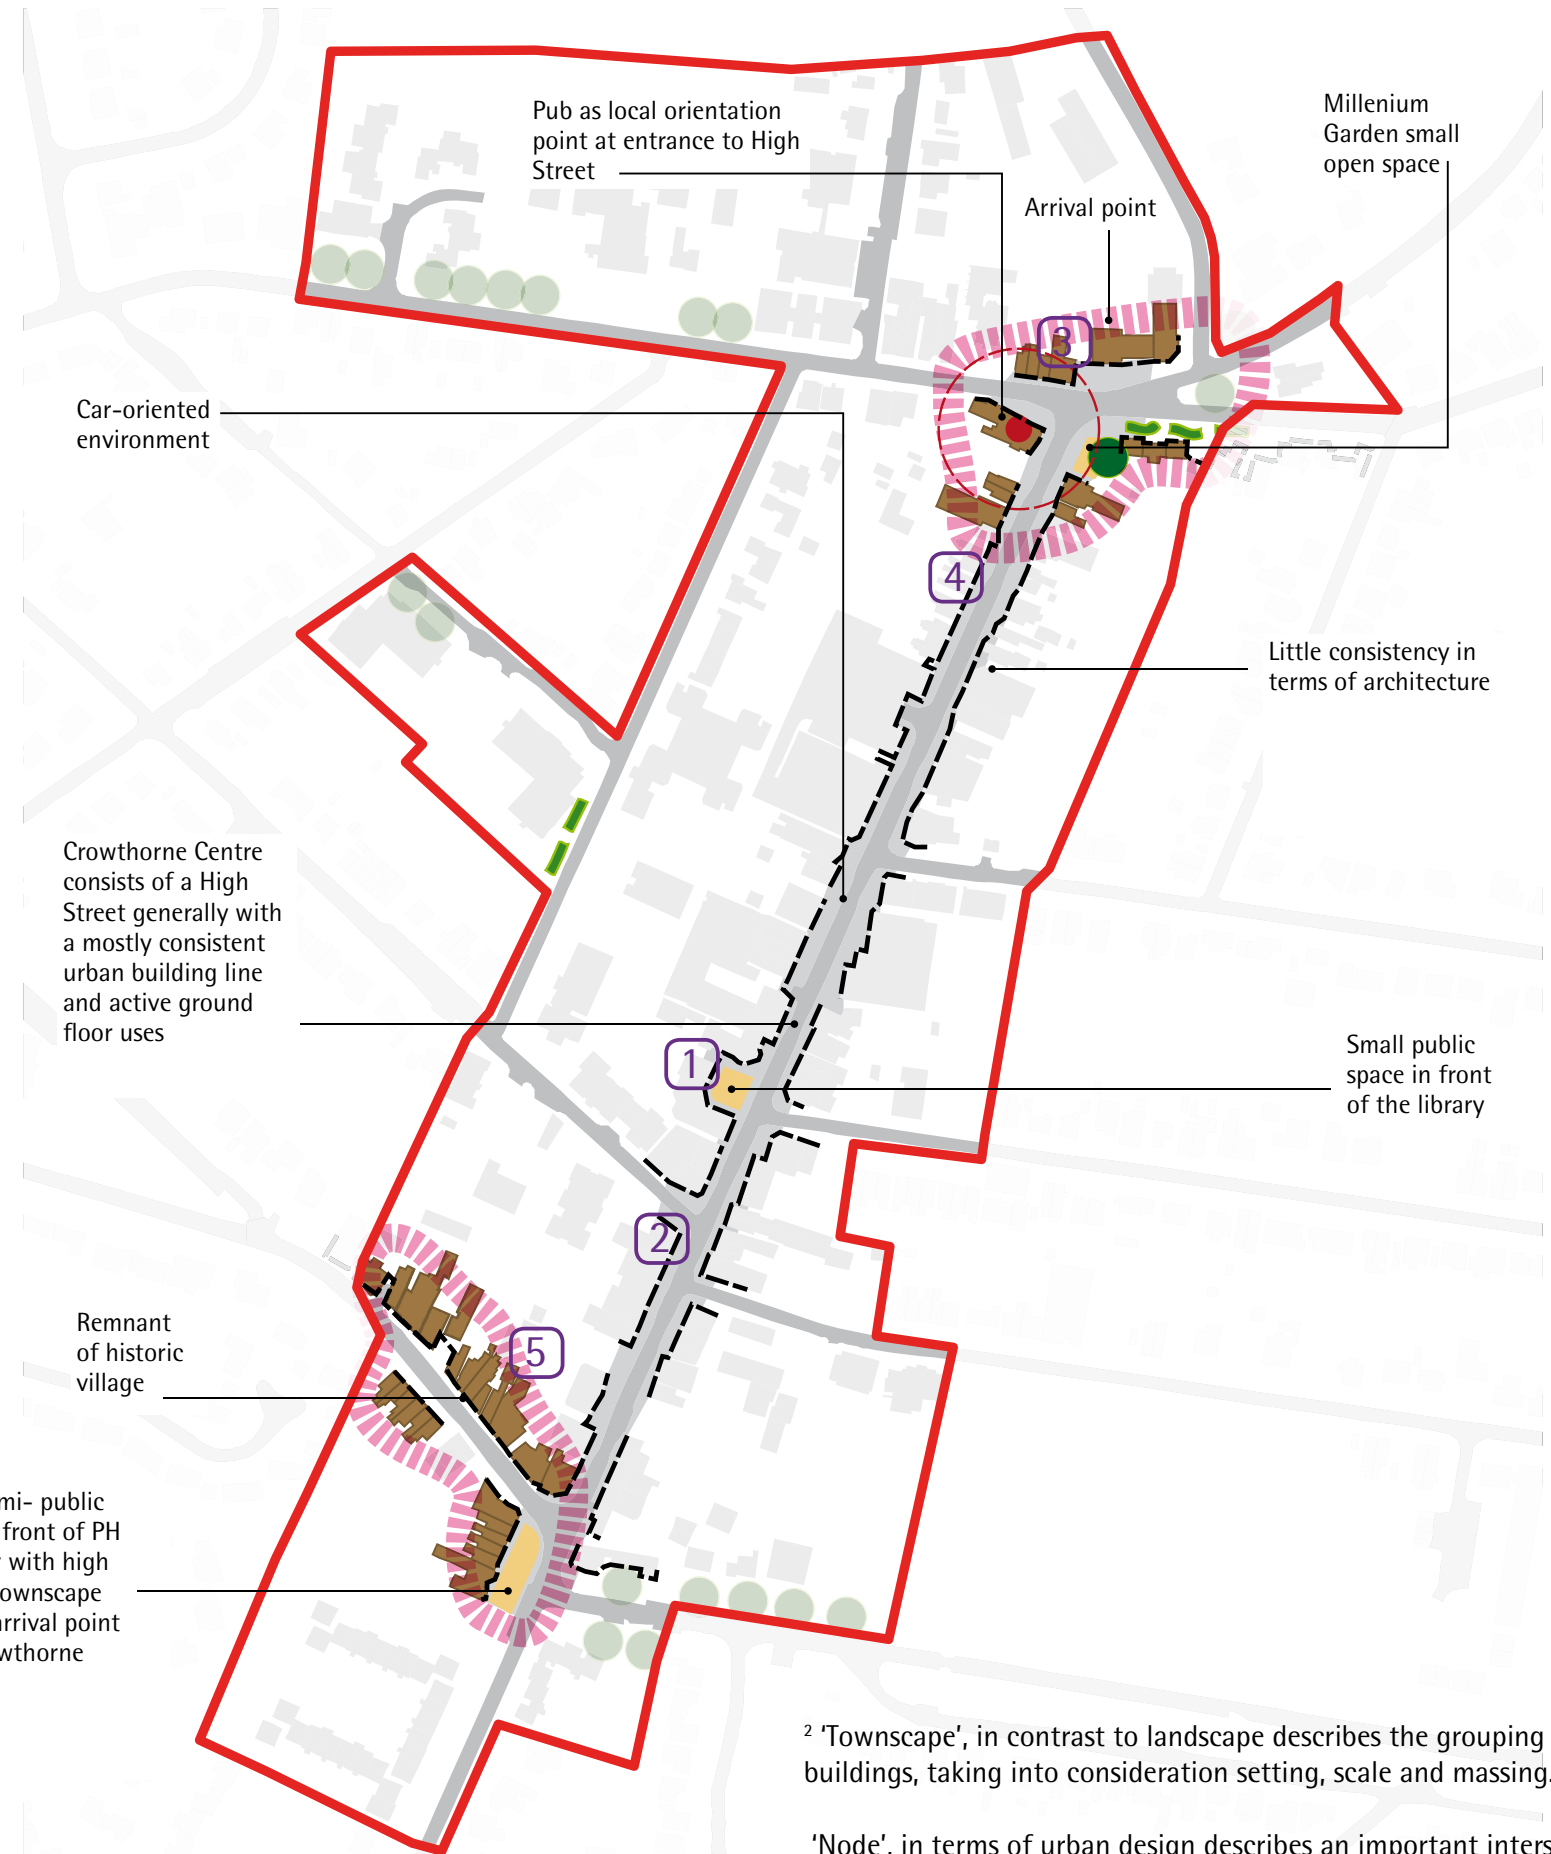 Pub as local orientation
point at entrance to High
Street
Millenium
Garden small
open space
Arrival point
3
Car-oriented
environment
4
Little consistency in
terms of architecture
Crowthorne Centre
consists of a High
Street generally with
a mostly consistent
urban building line
and active ground
floor uses
1
Small public
space in front
of the library
2
Remnant
of historic
village
5
mi- public
front of PH
with high
ownscape
arrival point
wthorne
² 'Townscape', in contrast to landscape describes the grouping
buildings, taking into consideration setting, scale and massing.
'Node', in terms of urban design describes an important inters